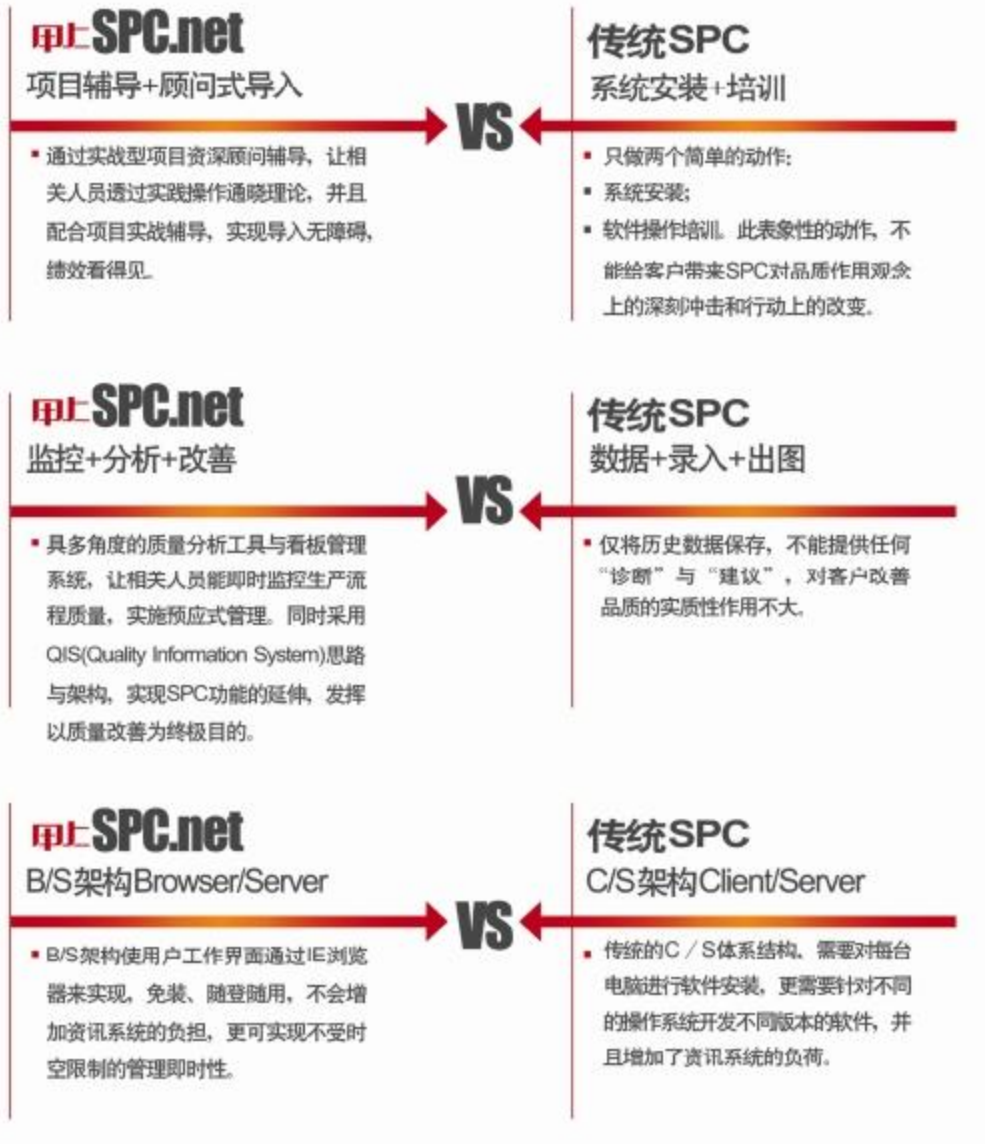 甲上SPC.net
项目辅导+顾问式导入
通过实战型项目资深顾问辅导，让相
关人员透过实践操作通晓理论，并且
配合项目实战辅导，实现导入无障碍，
绩效看得见。
VS
传统SPC
系统安装+培训
只做两个简单的动作：
系统安装；
软件操作培训。此表象性的动作，不
能给客户带来SPC对品质作用观念
上的深刻冲击和行动上的改变。
甲上SPC.net
监控+分析+改善
具多角度的质量分析工具与看板管理
系统，让相关人员能即时监控生产流
程质量，实施预应式管理。同时采用
QIS(Quality Information System)思路
与架构，实现SPC功能的延伸，发挥
以质量改善为终极目的。
VS
传统SPC
数据+录入+出图
仅将历史数据保存，不能提供任何
“诊断”与“建议”，对客户改善
品质的实质性作用不大。
甲上SPC.net
B/S架构Browser/Server
B/S架构使用户工作界面通过IE浏览
器来实现，免装、随登随用，不会增
加资讯系统的负担，更可实现不受时
空限制的管理即时性。
VS
传统SPC
C/S架构Client/Server
传统的C／S体系结构，需要对每台
电脑进行软件安装，更需要针对不同
的操作系统开发不同版本的软件，并
且增加了资讯系统的负荷。